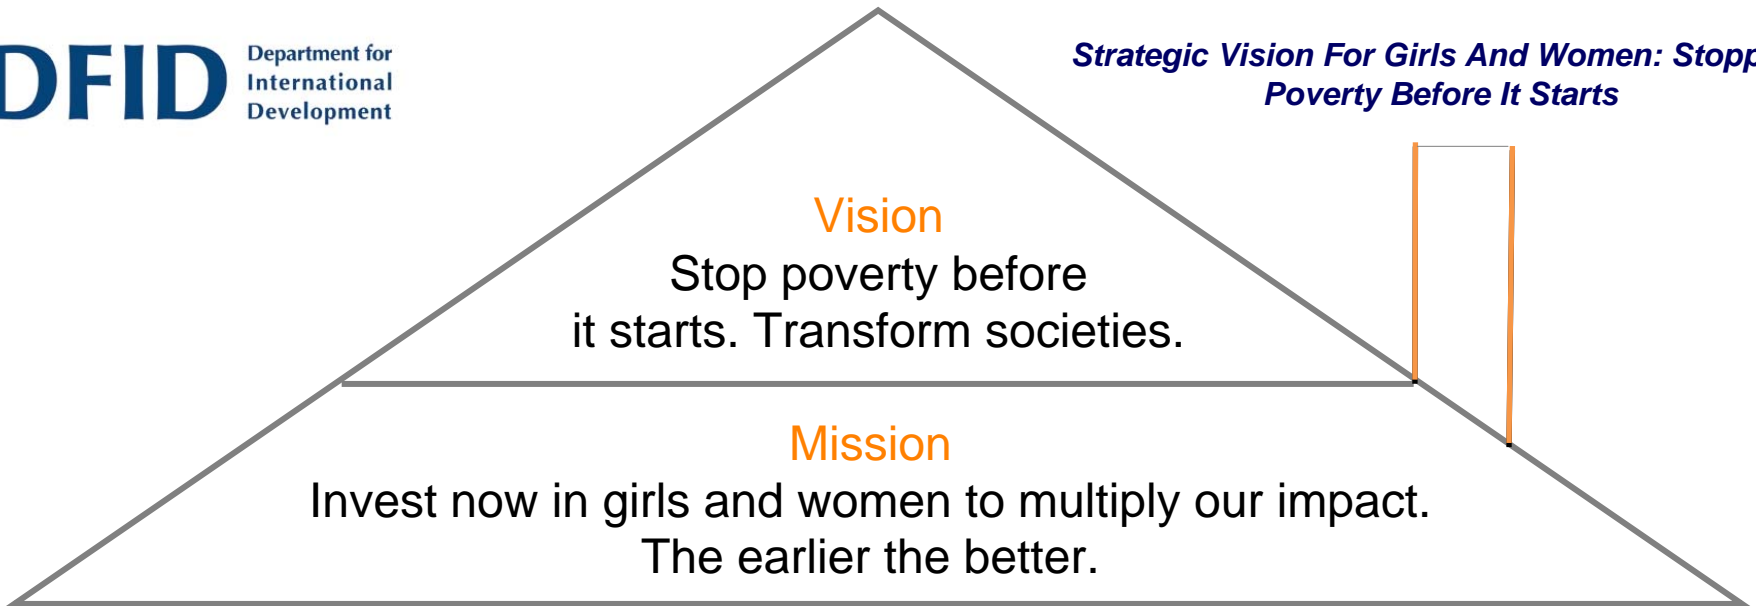 DFID
Department for
International
Development
Strategic Vision For Girls And Women: Stopp
Poverty Before It Starts
Vision
Stop poverty before
it starts. Transform societies.
Mission
Invest now in girls and women to multiply our impact.
The earlier the better.